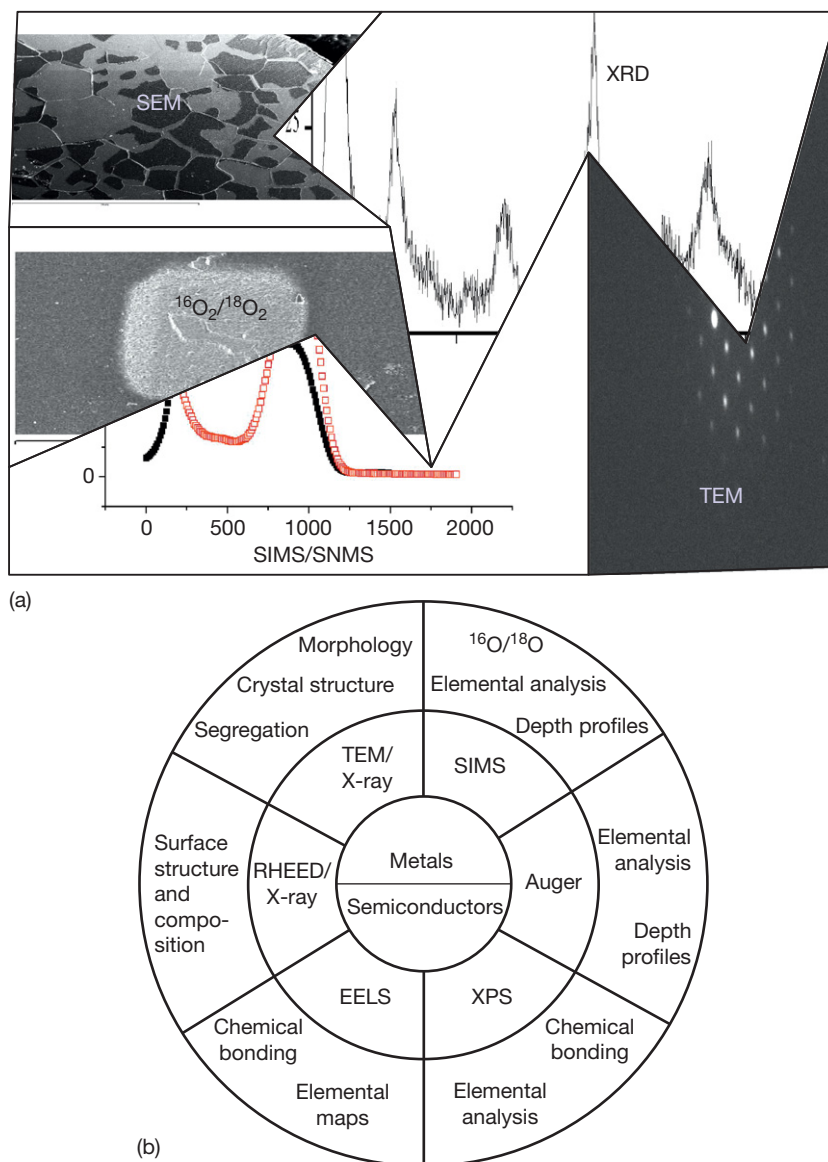 SEM
XRD
25
¹⁶O₂/¹⁸O₂
TEM
0
0 500 1000 1500 2000
SIMS/SNMS
(a)
Morphology
Crystal structure
Segregation
¹⁶O/¹⁸O
Elemental analysis
Depth profiles
TEM/
X-ray
SIMS
Surface
structure
and
compo-
sition
RHEED/
X-ray
Metals
Semiconductors
Auger
Elemental
analysis
Depth
profiles
EELS
XPS
Chemical
bonding
Elemental
maps
Chemical
bonding
Elemental
analysis
(b)